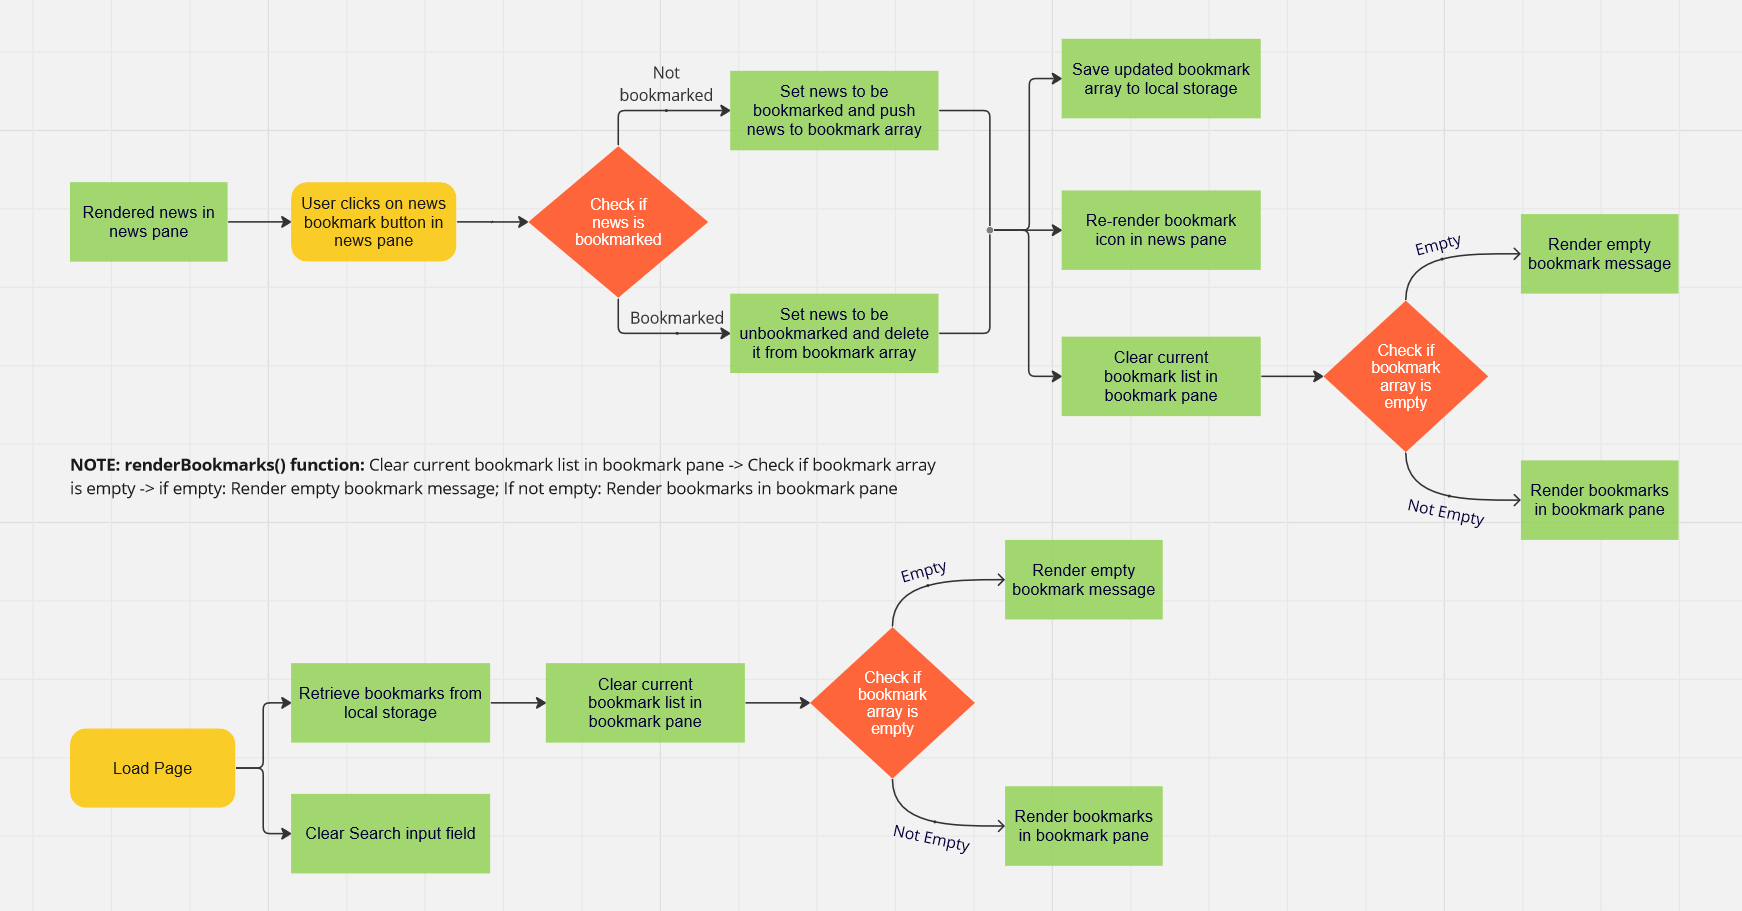 Not
bookmarked
Set news to be
bookmarked and push
news to bookmark array
Save updated bookmark
array to local storage
Rendered news in
news pane
User clicks on news
bookmark button in
news pane
Check if
news is
bookmarked
Re-render bookmark
icon in news pane
Bookmarked
Set news to be
unbookmarked and delete
it from bookmark array
Clear current
bookmark list in
bookmark pane
Check if
bookmark
array is
empty
Empty
Render empty
bookmark message
Not Empty
Render bookmarks
in bookmark pane
NOTE: renderBookmarks() function: Clear current bookmark list in bookmark pane -> Check if bookmark array
is empty -> if empty: Render empty bookmark message; If not empty: Render bookmarks in bookmark pane
Load Page
Retrieve bookmarks from
local storage
Clear current
bookmark list in
bookmark pane
Check if
bookmark
array is
empty
Empty
Render empty
bookmark message
Not Empty
Render bookmarks
in bookmark pane
Clear Search input field